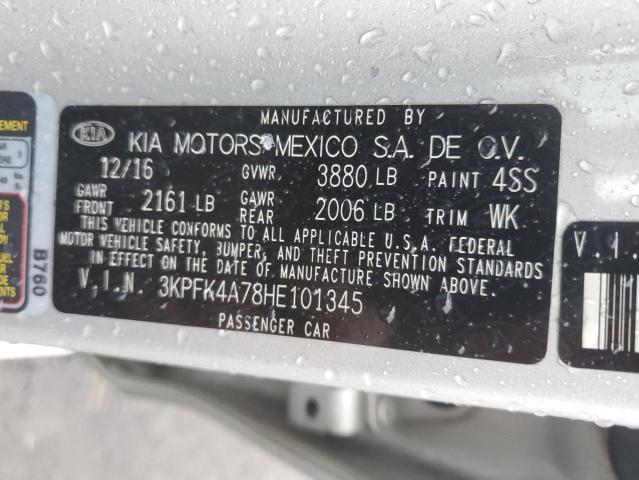 MANUFACTURED BY
KIA KIA MOTORS MEXICO S.A. DE C.V.
12/16 GVWR. 3880 LB PAINT 4SS
GAWR FRONT 2161 LB GAWR REAR 2006 LB TRIM WK
THIS VEHICLE CONFORMS TO ALL APPLICABLE U.S.A. FEDERAL
MOTOR VEHICLE SAFETY, BUMPER, AND THEFT PREVENTION STANDARDS
IN EFFECT ON THE DATE OF MANUFACTURE SHOWN ABOVE.
V.I.N. 3KPFK4A78HE101345
PASSENGER CAR
B760
V.I.